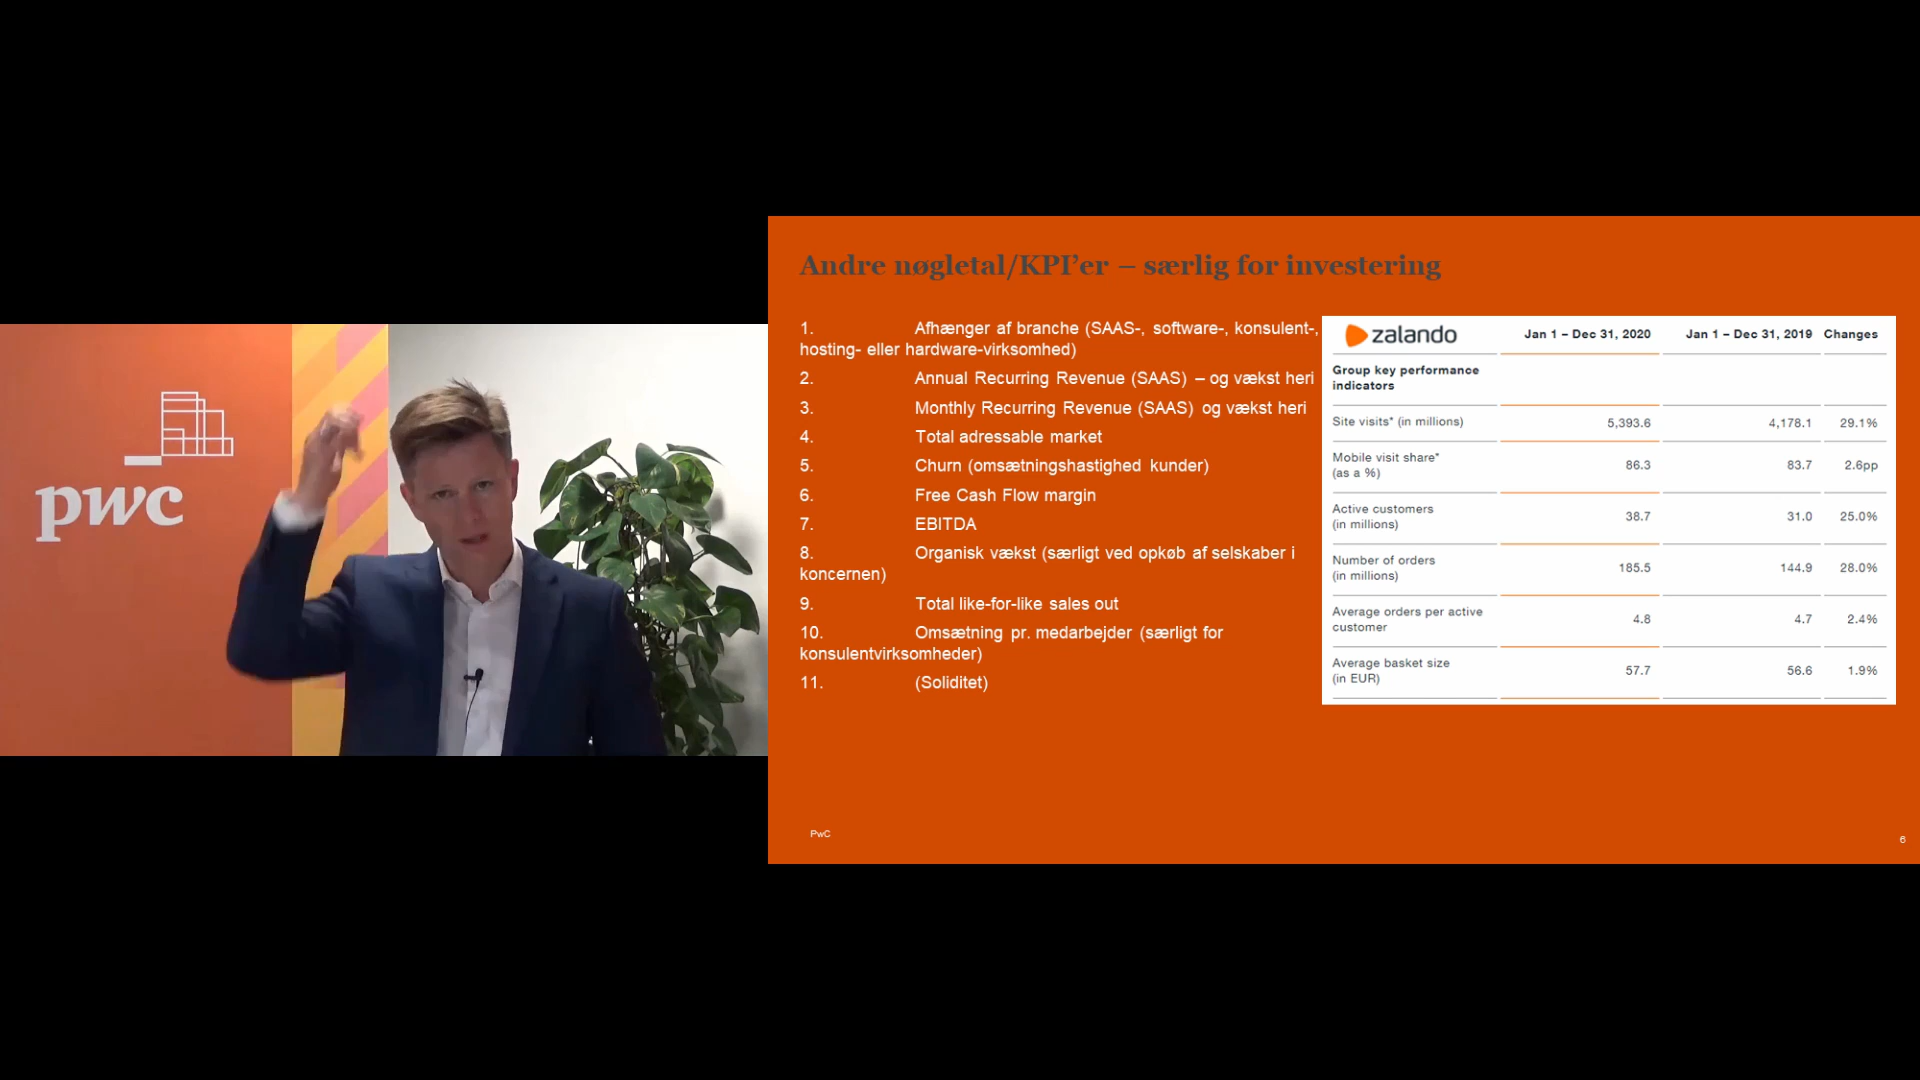 pwc
Andre nøgletal/KPI’er – særlig for investering
1. Afhænger af branche (SAAS-, software-, konsulent-,
hosting- eller hardware-virksomhed)
2. Annual Recurring Revenue (SAAS) – og vækst heri
3. Monthly Recurring Revenue (SAAS) og vækst heri
4. Total adressable market
5. Churn (omsætningshastighed kunder)
6. Free Cash Flow margin
7. EBITDA
8. Organisk vækst (særligt ved opkøb af selskaber i
koncernen)
9. Total like-for-like sales out
10. Omsætning pr. medarbejder (særligt for
konsulentvirksomheder)
11. (Soliditet)
zalando Jan 1 – Dec 31, 2020 Jan 1 – Dec 31, 2019 Changes
Group key performance
indicators
Site visits* (in millions) 5,393.6 4,178.1 29.1%
Mobile visit share*
(as a %) 86.3 83.7 2.6pp
Active customers
(in millions) 38.7 31.0 25.0%
Number of orders
(in millions) 185.5 144.9 28.0%
Average orders per active
customer 4.8 4.7 2.4%
Average basket size
(in EUR) 57.7 56.6 1.9%
PwC
6